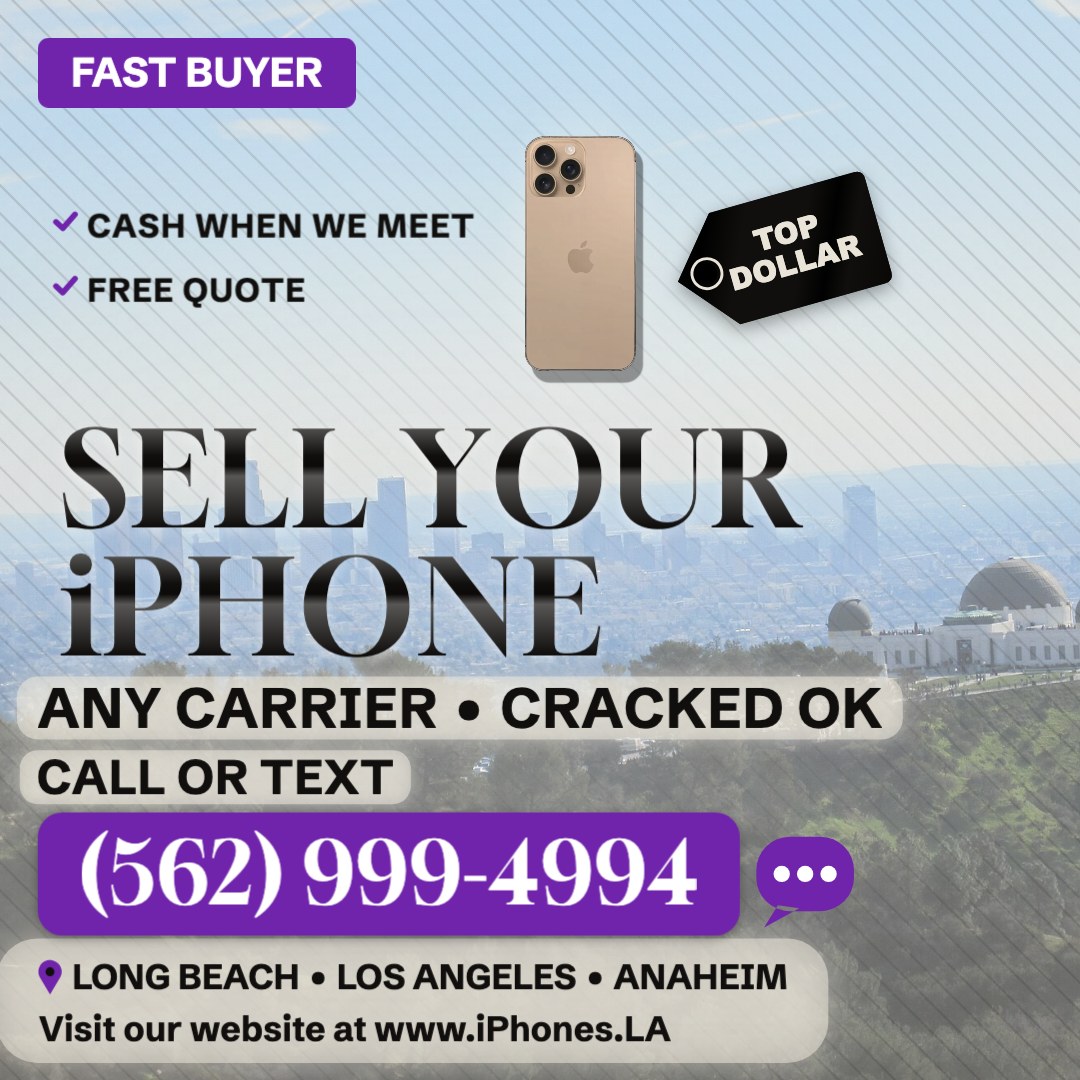 FAST BUYER
CASH WHEN WE MEET
FREE QUOTE
TOP
DOLLAR
SELL YOUR
iPHONE
ANY CARRIER • CRACKED OK
CALL OR TEXT
(562) 999-4994
LONG BEACH • LOS ANGELES • ANAHEIM
Visit our website at www.iPhones.LA